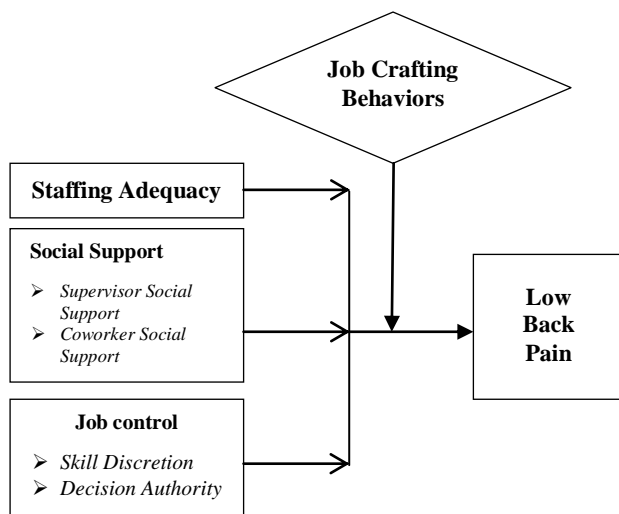 Job Crafting
Behaviors
Staffing Adequacy
Social Support
➢ Supervisor Social
Support
➢ Coworker Social
Support
Low
Back
Pain
Job control
➢ Skill Discretion
➢ Decision Authority